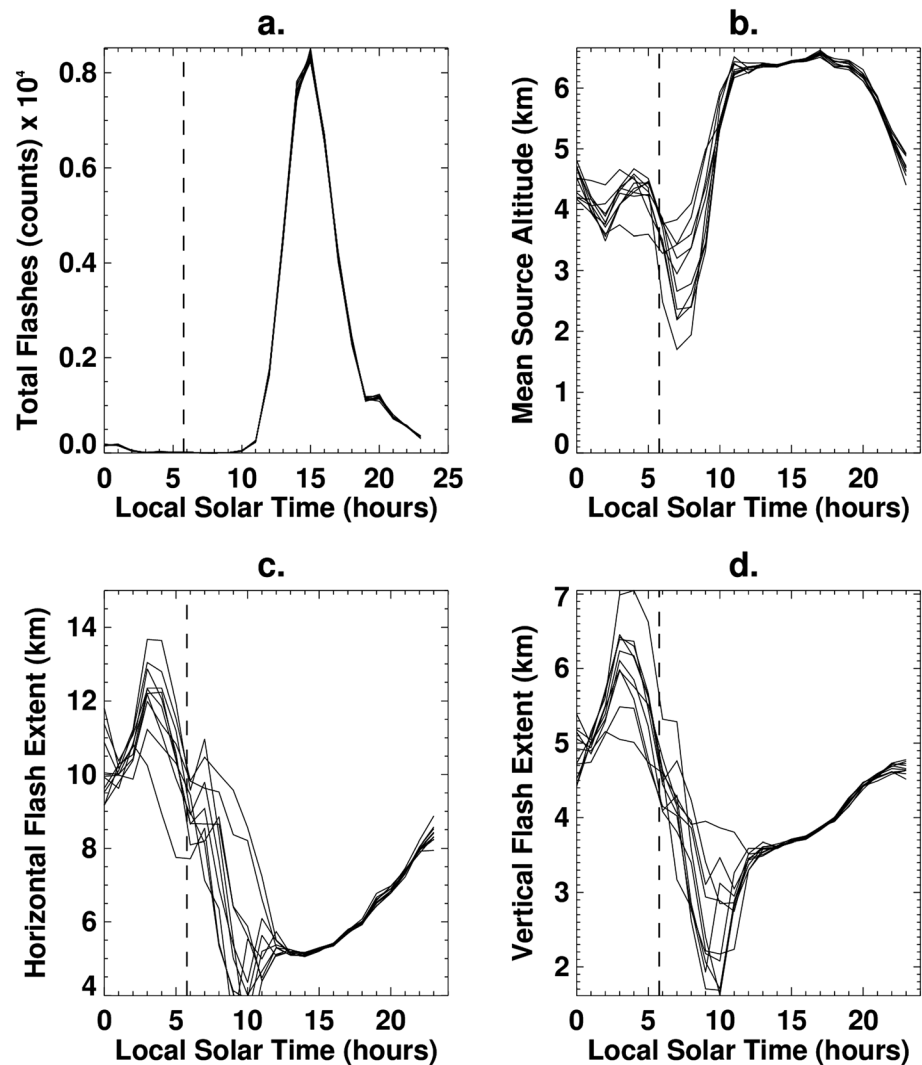 a.
Total Flashes (counts) x 10⁴
0.8
0.6
0.4
0.2
0.0
0 5 10 15 20 25
Local Solar Time (hours)
b.
Mean Source Altitude (km)
6
5
4
3
2
1
0
0 5 10 15 20
Local Solar Time (hours)
c.
Horizontal Flash Extent (km)
14
12
10
8
6
4
0 5 10 15 20
Local Solar Time (hours)
d.
Vertical Flash Extent (km)
7
6
5
4
3
2
0 5 10 15 20
Local Solar Time (hours)